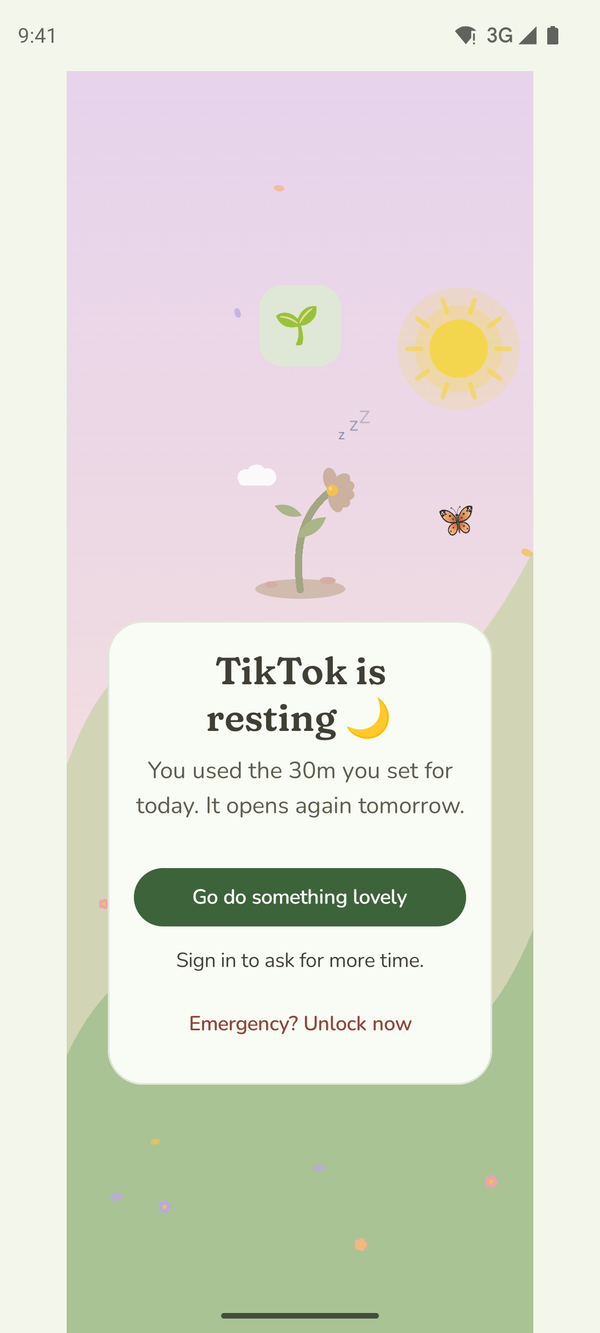 9:41
3G
z z Z
TikTok is
resting 🌙
You used the 30m you set for
today. It opens again tomorrow.
Go do something lovely
Sign in to ask for more time.
Emergency? Unlock now